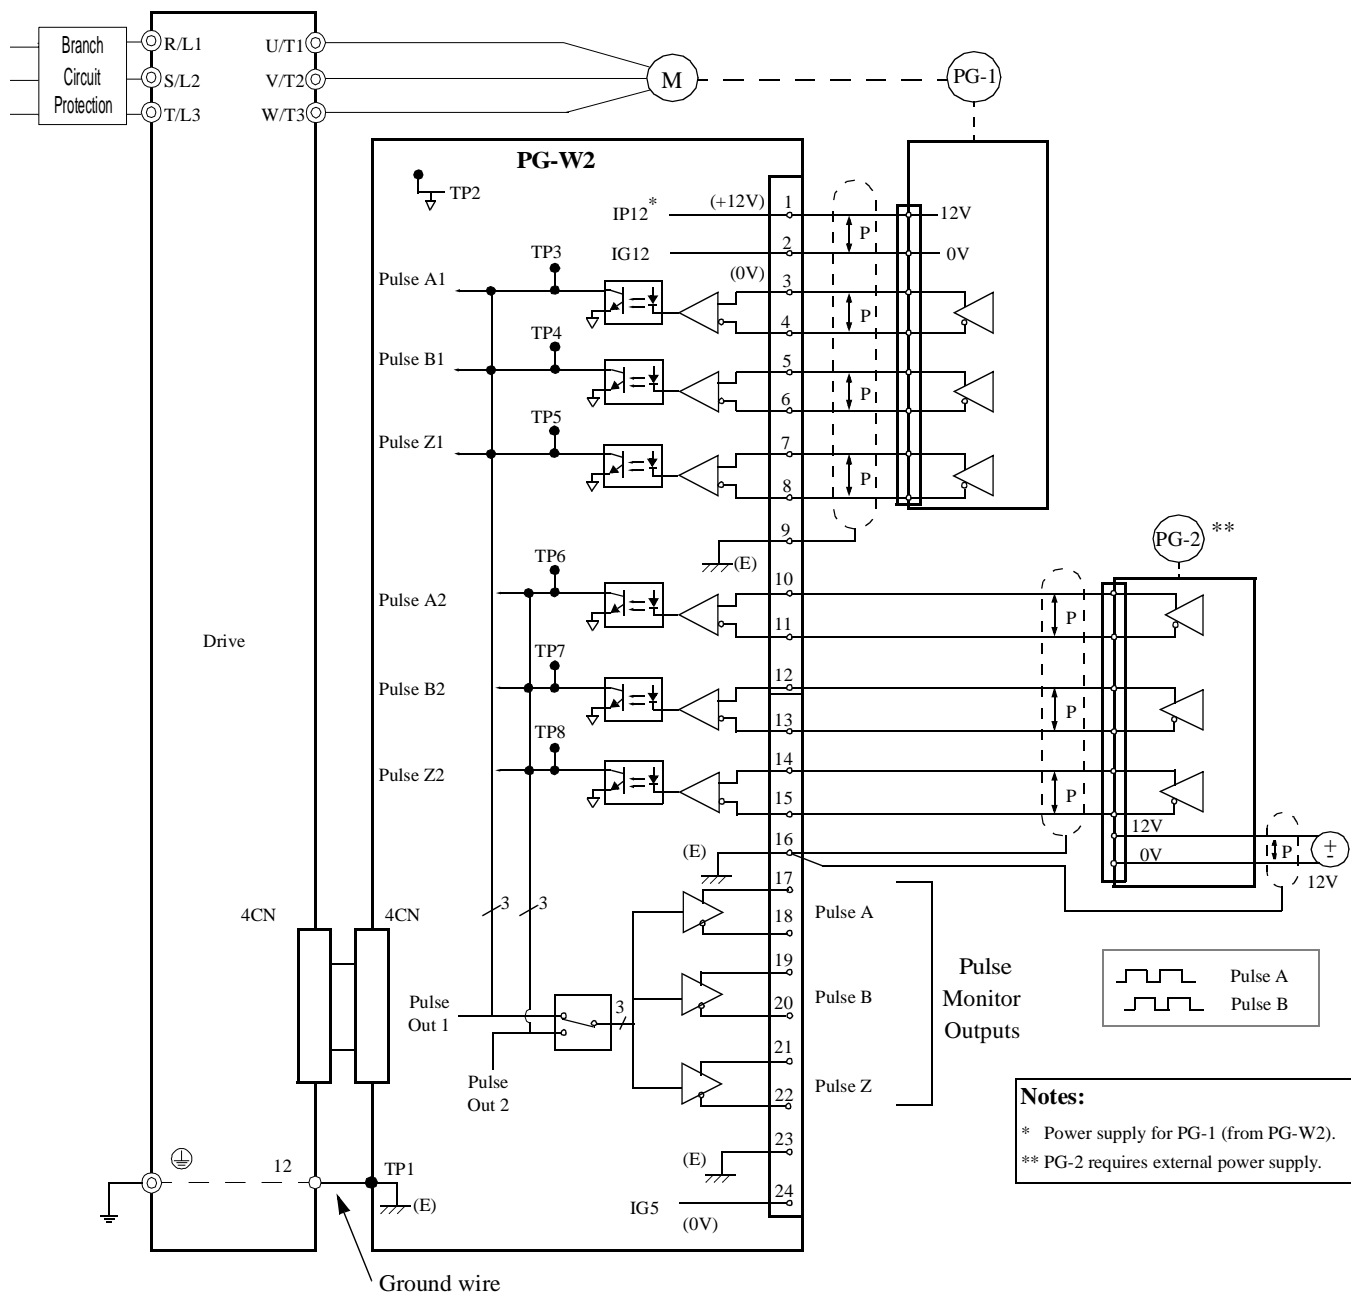 Branch
Circuit
Protection
R/L1
S/L2
T/L3
U/T1
V/T2
W/T3
M
PG-1
PG-W2
TP2
IP12*
(+12V)
1
P
12V
IG12
2
0V
(0V)
Pulse A1
TP3
3
4
P
Pulse B1
TP4
5
6
P
Pulse Z1
TP5
7
8
P
9
(E)
PG-2 **
Pulse A2
TP6
10
11
P
Drive
Pulse B2
TP7
12
13
P
Pulse Z2
TP8
14
15
P
12V
0V
P
+
-
12V
(E)
16
3
3
17
18
Pulse A
19
20
Pulse B
21
22
Pulse Z
Pulse
Monitor
Outputs
4CN
4CN
Pulse
Out 1
3
Pulse
Out 2
Pulse A
Pulse B
Notes:
* Power supply for PG-1 (from PG-W2).
** PG-2 requires external power supply.
(E)
23
12
TP1
(E)
IG5
(0V)
24
Ground wire